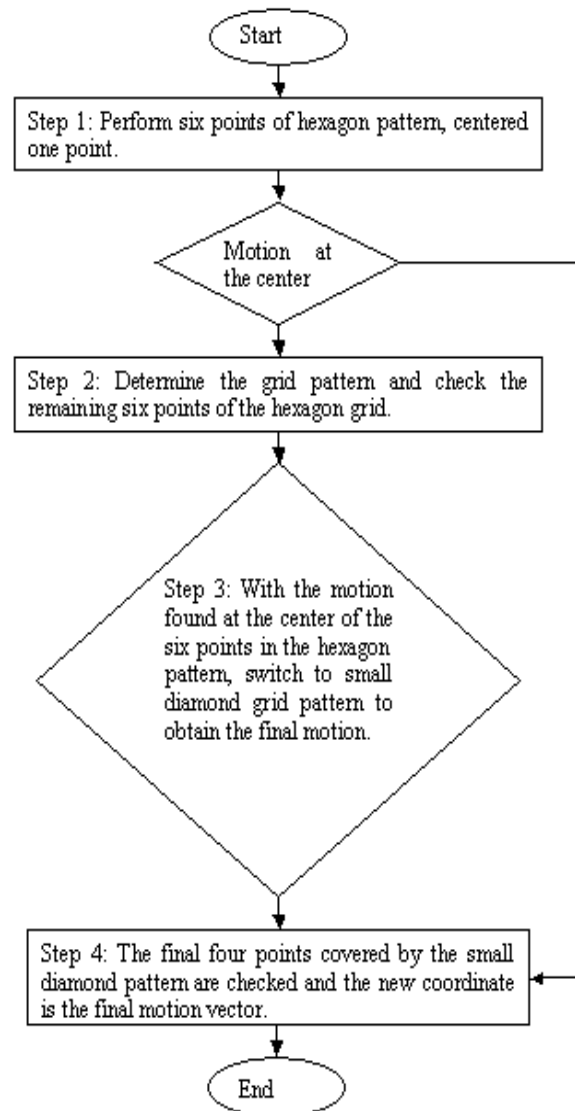 Start
Step 1: Perform six points of hexagon pattern, centered
one point.
Motion at
the center
Step 2: Determine the grid pattern and check the
remaining six points of the hexagon grid.
Step 3: With the motion
found at the center of the
six points in the hexagon
pattern, switch to small
diamond grid pattern to
obtain the final motion.
Step 4: The final four points covered by the small
diamond pattern are checked and the new coordinate
is the final motion vector.
End